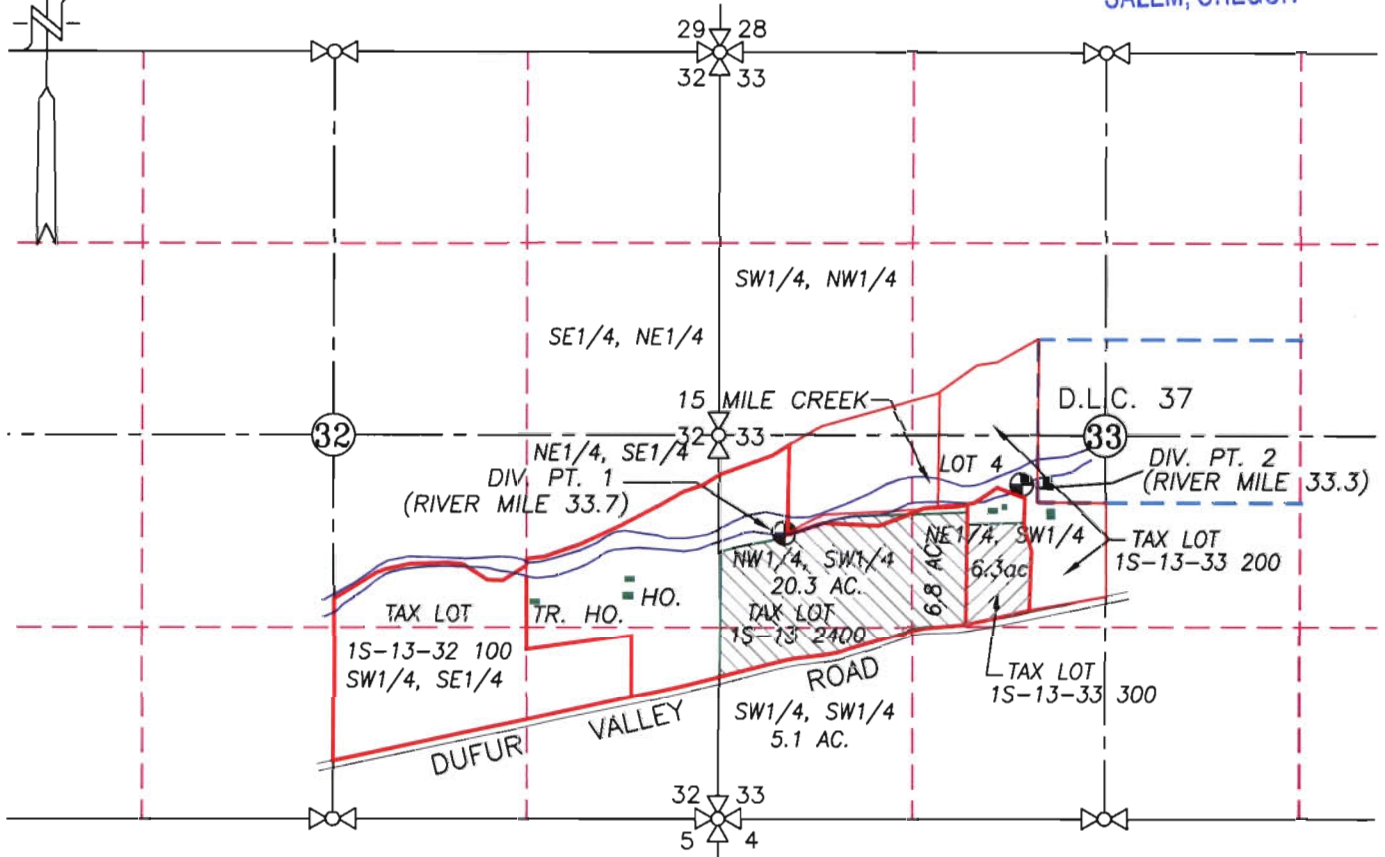 SALEM, OREGON
N
29 28
32 33
SW1/4, NW1/4
SE1/4, NE1/4
15 MILE CREEK
D.L.C. 37
32
32 33
33
NE1/4, SE1/4
LOT 4
DIV. PT. 1
(RIVER MILE 33.7)
DIV. PT. 2
(RIVER MILE 33.3)
NE1/4, SW1/4
TAX LOT
1S-13-33 200
NW1/4, SW1/4
20.3 AC.
6.8 AC.
6.3ac
HO.
TR. HO.
TAX LOT
1S-13-32 100
SW1/4, SE1/4
TAX LOT
1S-13 2400
TAX LOT
1S-13-33 300
DUFUR VALLEY ROAD
SW1/4, SW1/4
5.1 AC.
32 33
5 4